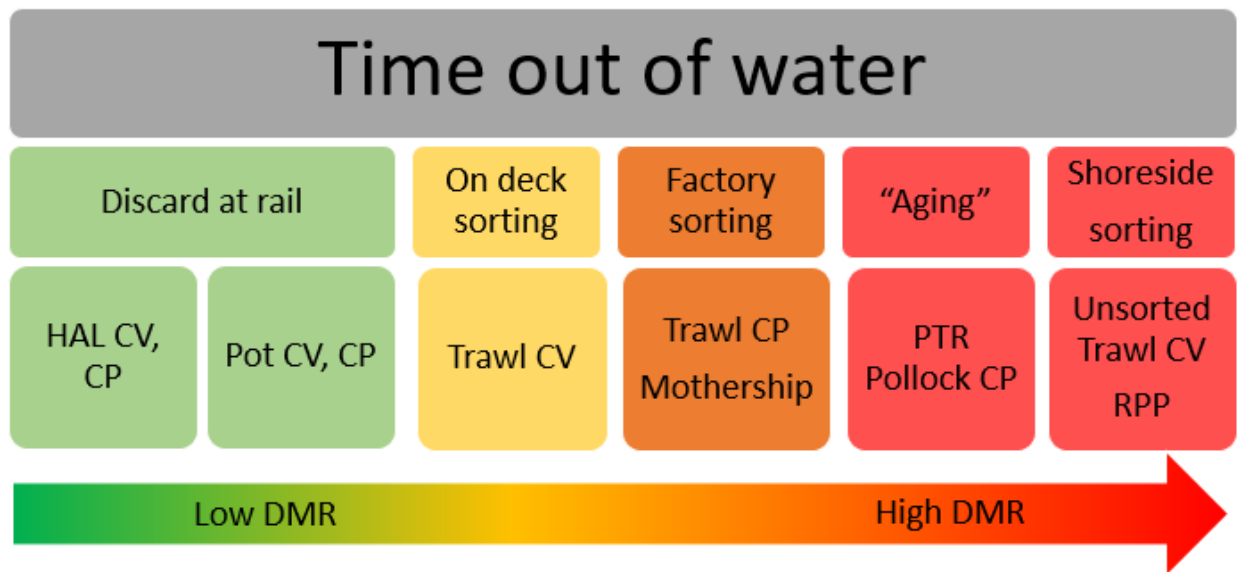 Time out of water
Discard at rail
On deck
sorting
Factory
sorting
“Aging”
Shoreside
sorting
HAL CV,
CP
Pot CV, CP
Trawl CV
Trawl CP
Mothership
PTR
Pollock CP
Unsorted
Trawl CV
RPP
Low DMR
High DMR